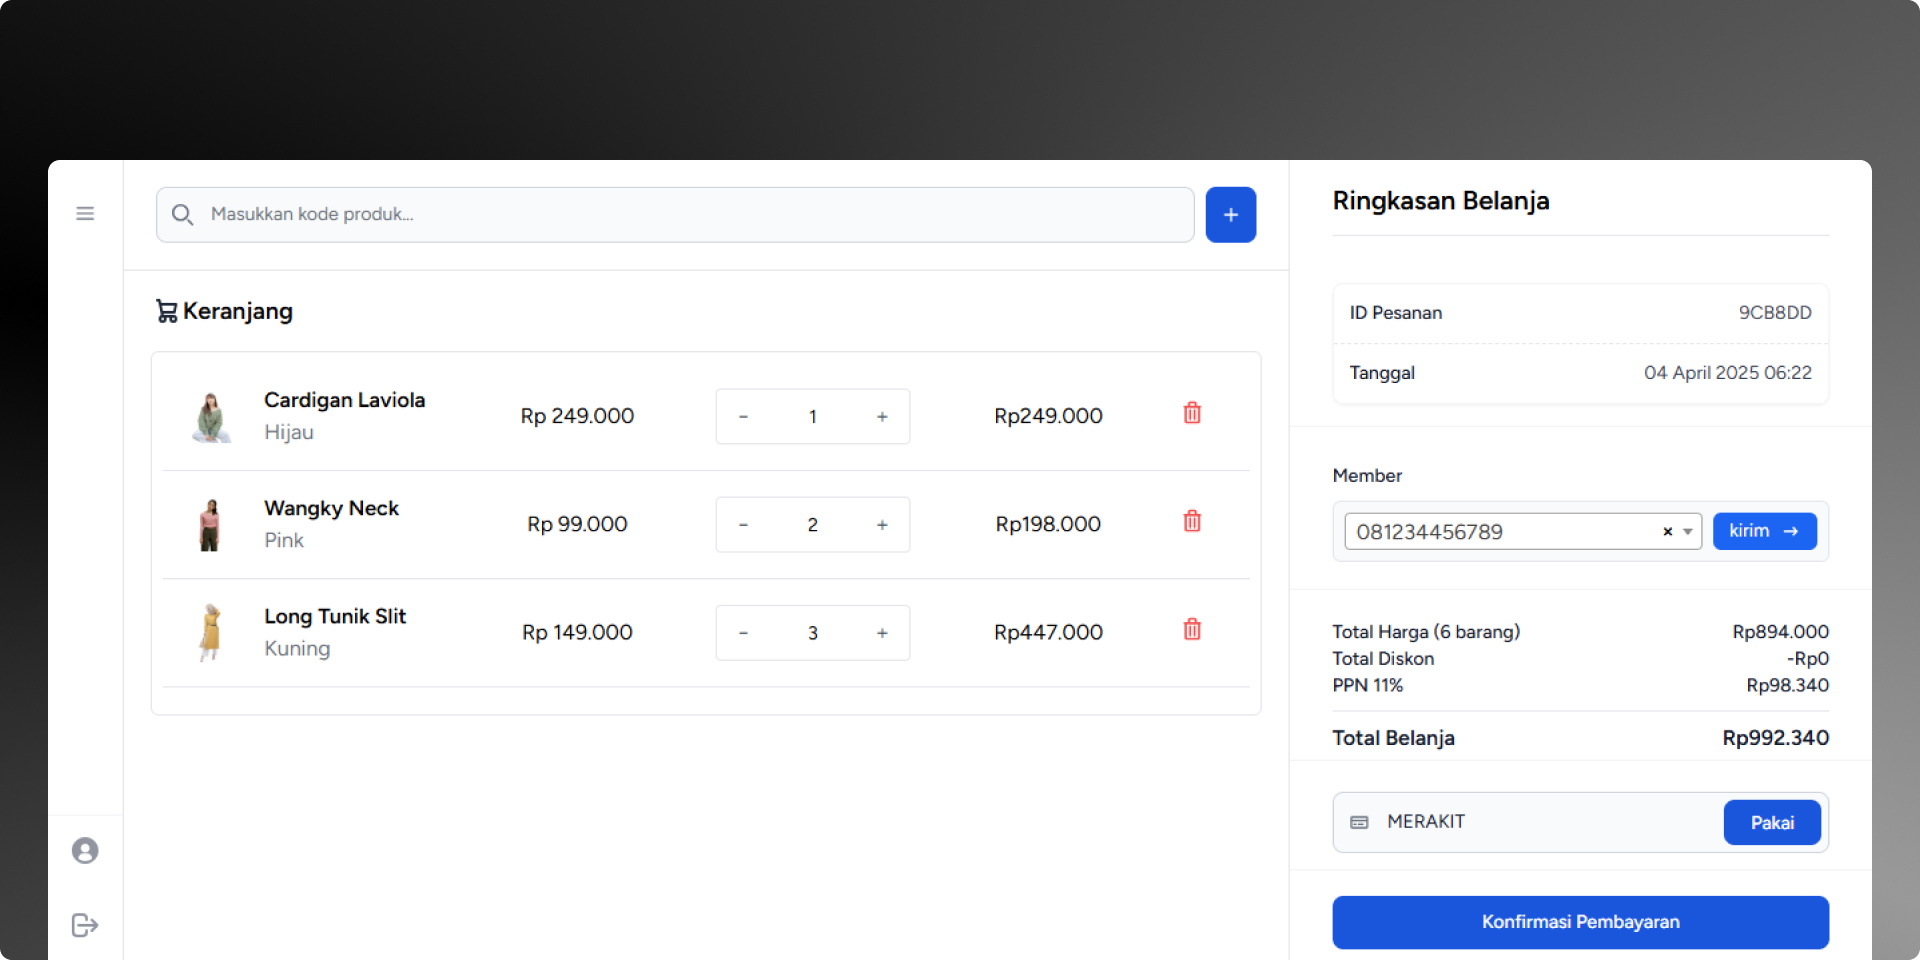 Masukkan kode produk...
+
Keranjang
Cardigan Laviola
Hijau
Rp 249.000
- 1 +
Rp249.000
Wangky Neck
Pink
Rp 99.000
- 2 +
Rp198.000
Long Tunik Slit
Kuning
Rp 149.000
- 3 +
Rp447.000
Ringkasan Belanja
ID Pesanan 9CB8DD
Tanggal 04 April 2025 06:22
Member
081234456789 × kirim →
Total Harga (6 barang) Rp894.000
Total Diskon -Rp0
PPN 11% Rp98.340
Total Belanja Rp992.340
MERAKIT Pakai
Konfirmasi Pembayaran